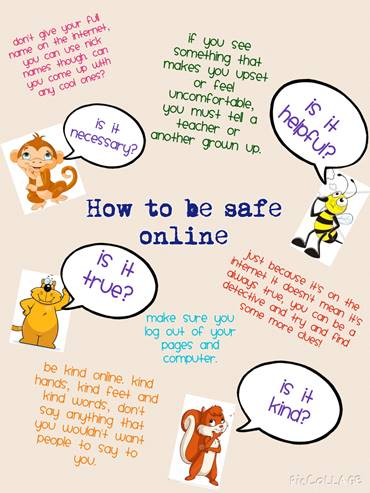 don't give your full
name on the internet,
you can use nick
names though. can
you come up with
any cool ones?
if you see
something that
makes you upset
or feel
uncomfortable,
you must tell a
teacher or
another grown up.
is it
necessary?
is it
helpful?
How to be safe
online
is it
true?
just because it's on the
internet it doesn't mean it's
always true, you can be a
detective and try and find
some more clues!
make sure you
log out of your
pages and
computer.
be kind online. kind
hands, kind feet and
kind words, don't
say anything that
you wouldn't want
people to say to
you.
is it
kind?
PicCollage